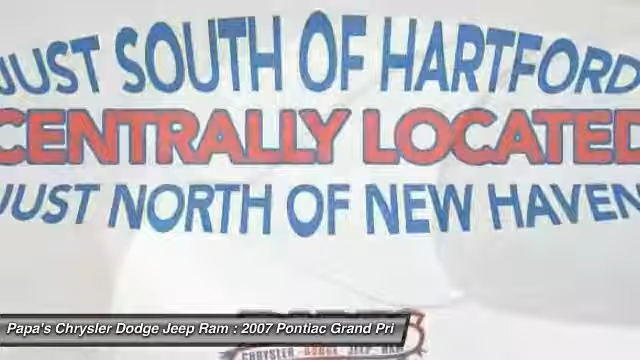 JUST SOUTH OF HARTFORD
CENTRALLY LOCATED
JUST NORTH OF NEW HAVEN
Papa's Chrysler Dodge Jeep Ram : 2007 Pontiac Grand Pri
CHRYSLER · DODGE · JEEP · RAM